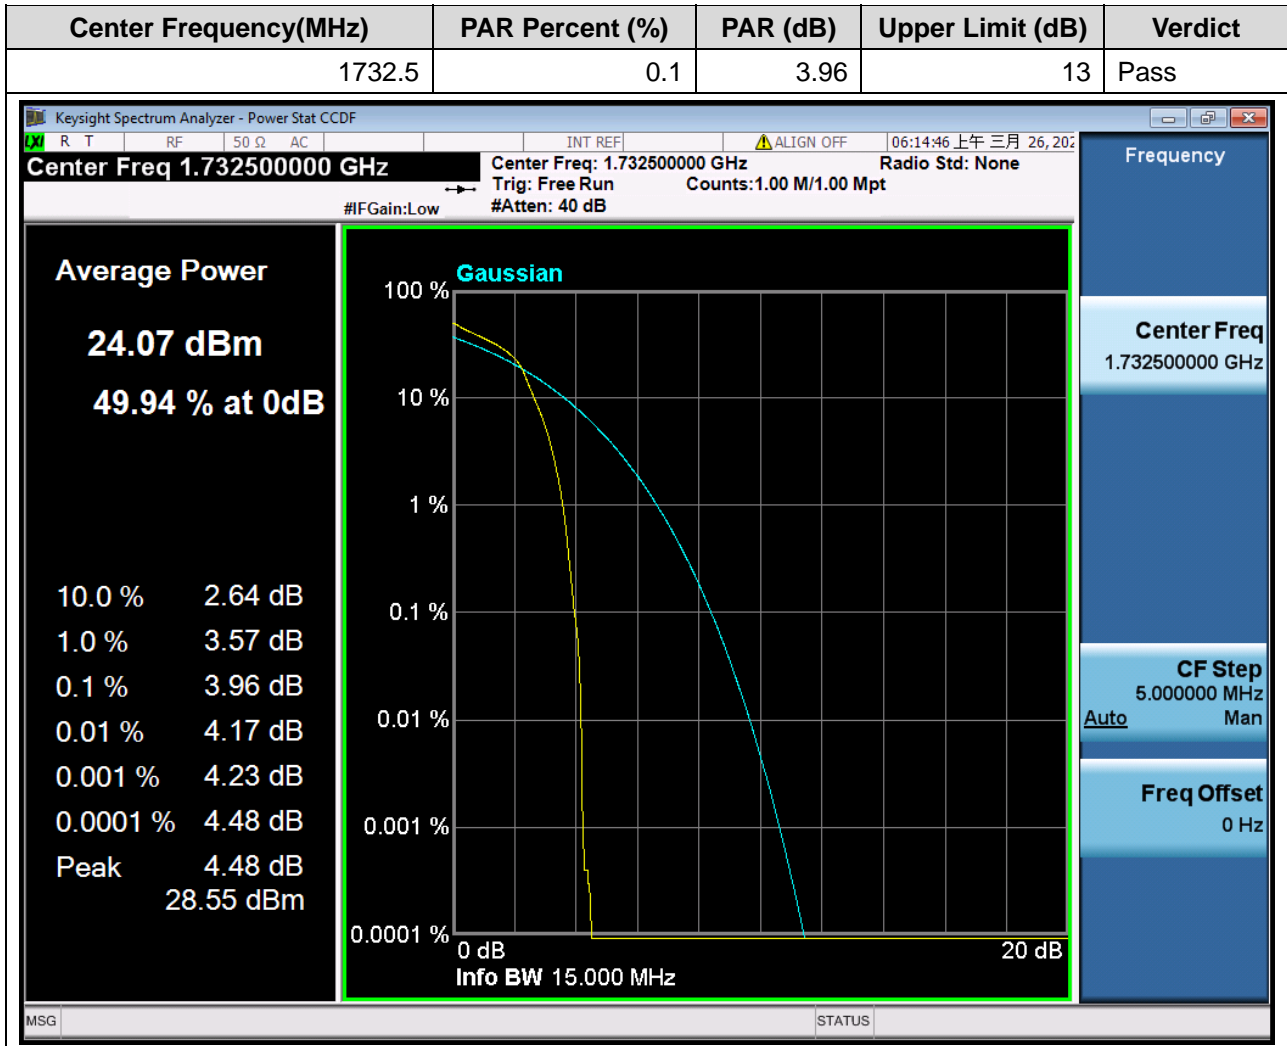 Center Frequency(MHz) PAR Percent (%) PAR (dB) Upper Limit (dB) Verdict
1732.5 0.1 3.96 13 Pass
Keysight Spectrum Analyzer - Power Stat CCDF
LXI R T RF 50 Ω AC INT REF ALIGN OFF 06:14:46 上午 三月 26, 202
Center Freq 1.732500000 GHz
Center Freq: 1.732500000 GHz Radio Std: None
Trig: Free Run Counts:1.00 M/1.00 Mpt
#IFGain:Low #Atten: 40 dB
Average Power
24.07 dBm
49.94 % at 0dB
10.0 % 2.64 dB
1.0 % 3.57 dB
0.1 % 3.96 dB
0.01 % 4.17 dB
0.001 % 4.23 dB
0.0001 % 4.48 dB
Peak 4.48 dB
28.55 dBm
Gaussian
100 %
10 %
1 %
0.1 %
0.01 %
0.001 %
0.0001 %
0 dB 20 dB
Info BW 15.000 MHz
Frequency
Center Freq
1.732500000 GHz
CF Step
5.000000 MHz
Auto Man
Freq Offset
0 Hz
MSG STATUS